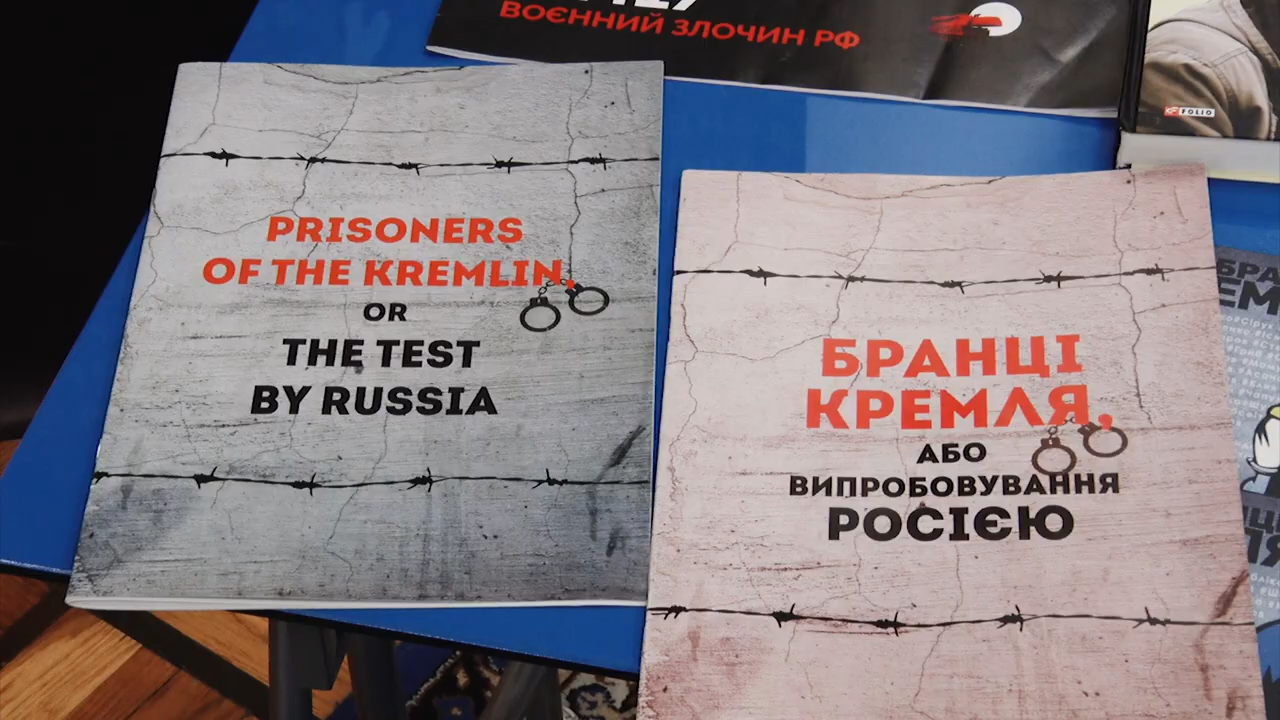 ВОЄННИЙ ЗЛОЧИН РФ
FOLIO
PRISONERS
OF THE KREMLIN,
OR
THE TEST
BY RUSSIA
БРАНЦІ
КРЕМЛЯ,
АБО
ВИПРОБОВУВАННЯ
РОСІЄЮ